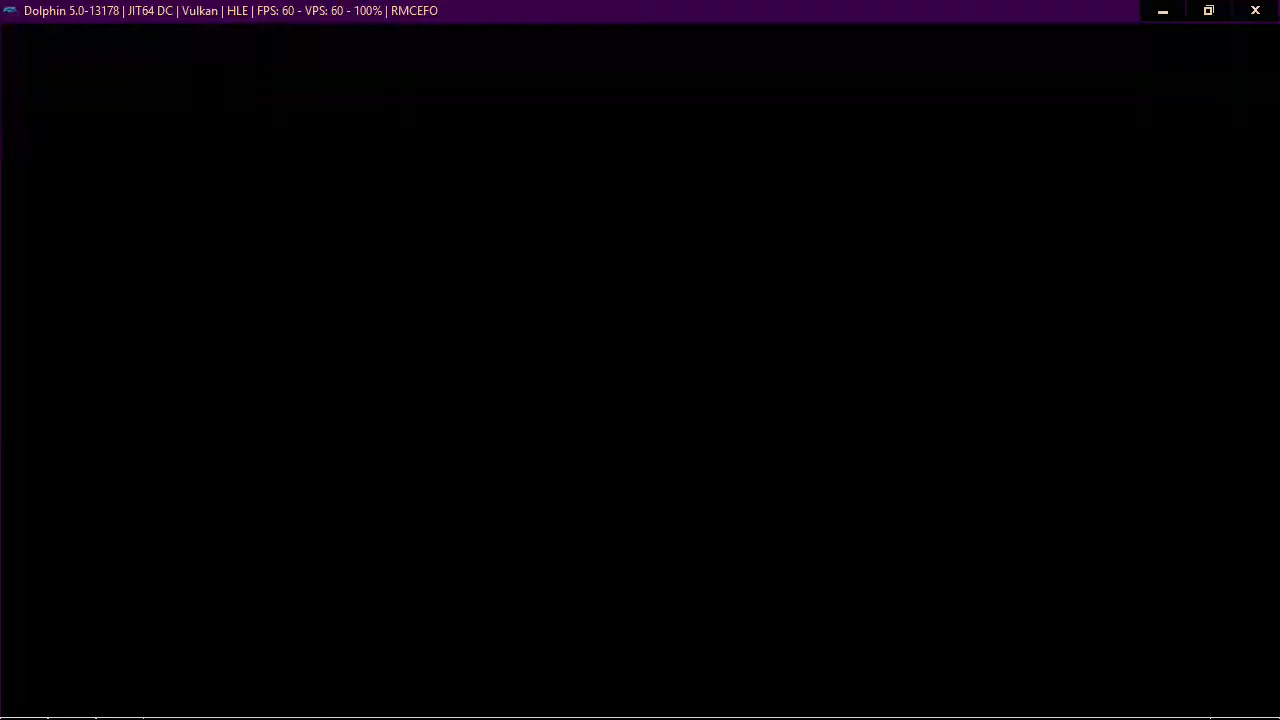 Dolphin 5.0-13178 | JIT64 DC | Vulkan | HLE | FPS: 60 - VPS: 60 - 100% | RMCEFO